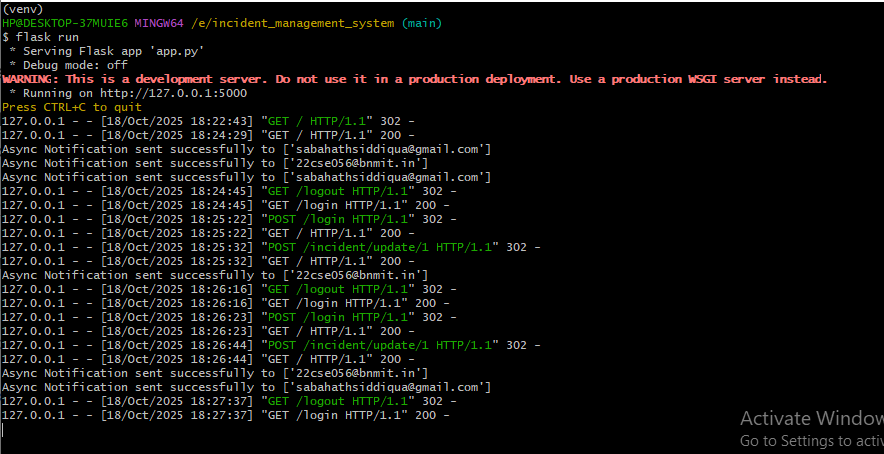 (venv)
HP@DESKTOP-37MUIE6 MINGW64 /e/incident_management_system (main)
$ flask run
 * Serving Flask app 'app.py'
 * Debug mode: off
WARNING: This is a development server. Do not use it in a production deployment. Use a production WSGI server instead.
 * Running on http://127.0.0.1:5000
Press CTRL+C to quit
127.0.0.1 - - [18/Oct/2025 18:22:43] "GET / HTTP/1.1" 302 -
127.0.0.1 - - [18/Oct/2025 18:24:29] "GET / HTTP/1.1" 200 -
Async Notification sent successfully to ['sabahathsiddiqua@gmail.com']
Async Notification sent successfully to ['22cse056@bnmit.in']
Async Notification sent successfully to ['sabahathsiddiqua@gmail.com']
127.0.0.1 - - [18/Oct/2025 18:24:45] "GET /logout HTTP/1.1" 302 -
127.0.0.1 - - [18/Oct/2025 18:24:45] "GET /login HTTP/1.1" 200 -
127.0.0.1 - - [18/Oct/2025 18:25:22] "POST /login HTTP/1.1" 302 -
127.0.0.1 - - [18/Oct/2025 18:25:22] "GET / HTTP/1.1" 200 -
127.0.0.1 - - [18/Oct/2025 18:25:32] "POST /incident/update/1 HTTP/1.1" 302 -
127.0.0.1 - - [18/Oct/2025 18:25:32] "GET / HTTP/1.1" 200 -
Async Notification sent successfully to ['22cse056@bnmit.in']
127.0.0.1 - - [18/Oct/2025 18:26:16] "GET /logout HTTP/1.1" 302 -
127.0.0.1 - - [18/Oct/2025 18:26:16] "GET /login HTTP/1.1" 200 -
127.0.0.1 - - [18/Oct/2025 18:26:23] "POST /login HTTP/1.1" 302 -
127.0.0.1 - - [18/Oct/2025 18:26:23] "GET / HTTP/1.1" 200 -
127.0.0.1 - - [18/Oct/2025 18:26:44] "POST /incident/update/1 HTTP/1.1" 302 -
127.0.0.1 - - [18/Oct/2025 18:26:44] "GET / HTTP/1.1" 200 -
Async Notification sent successfully to ['22cse056@bnmit.in']
Async Notification sent successfully to ['sabahathsiddiqua@gmail.com']
127.0.0.1 - - [18/Oct/2025 18:27:37] "GET /logout HTTP/1.1" 302 -
127.0.0.1 - - [18/Oct/2025 18:27:37] "GET /login HTTP/1.1" 200 -
Activate Window
Go to Settings to activ